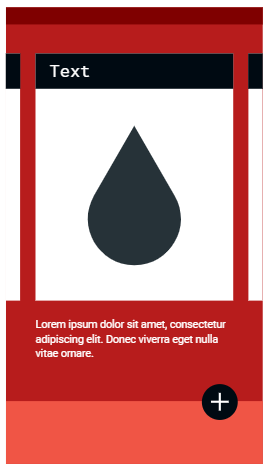 Text
Lorem ipsum dolor sit amet, consectetur
adipiscing elit. Donec viverra eget nulla
vitae ornare.